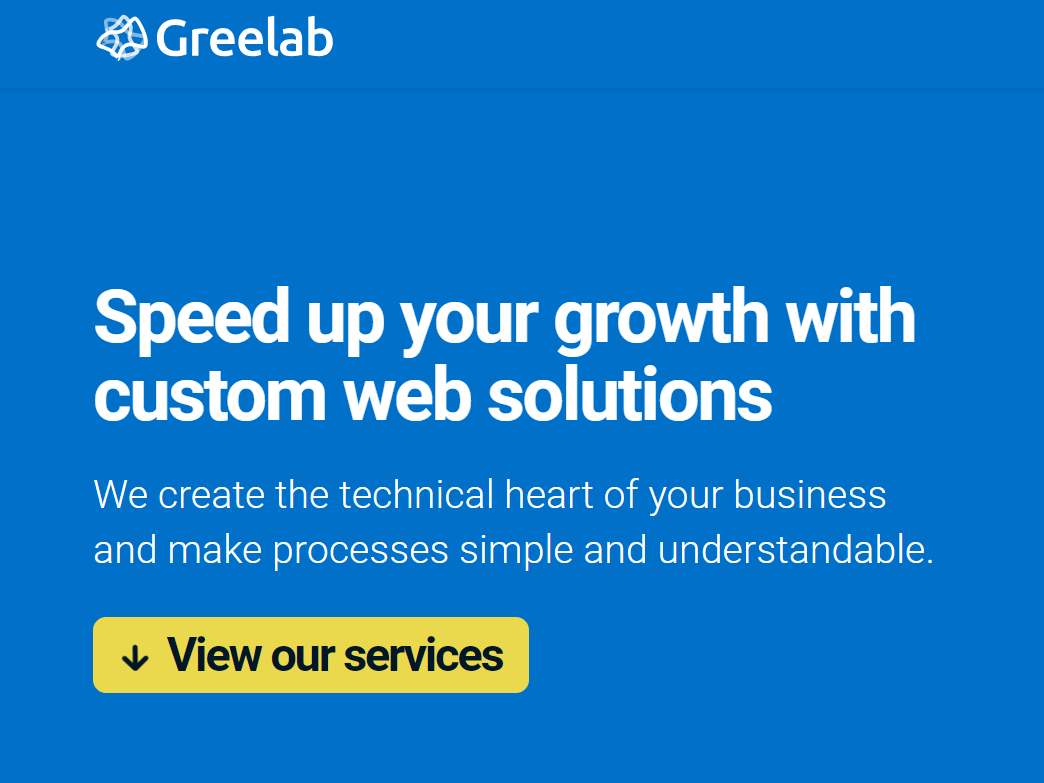 Greelab
Speed up your growth with
custom web solutions
We create the technical heart of your business
and make processes simple and understandable.
View our services